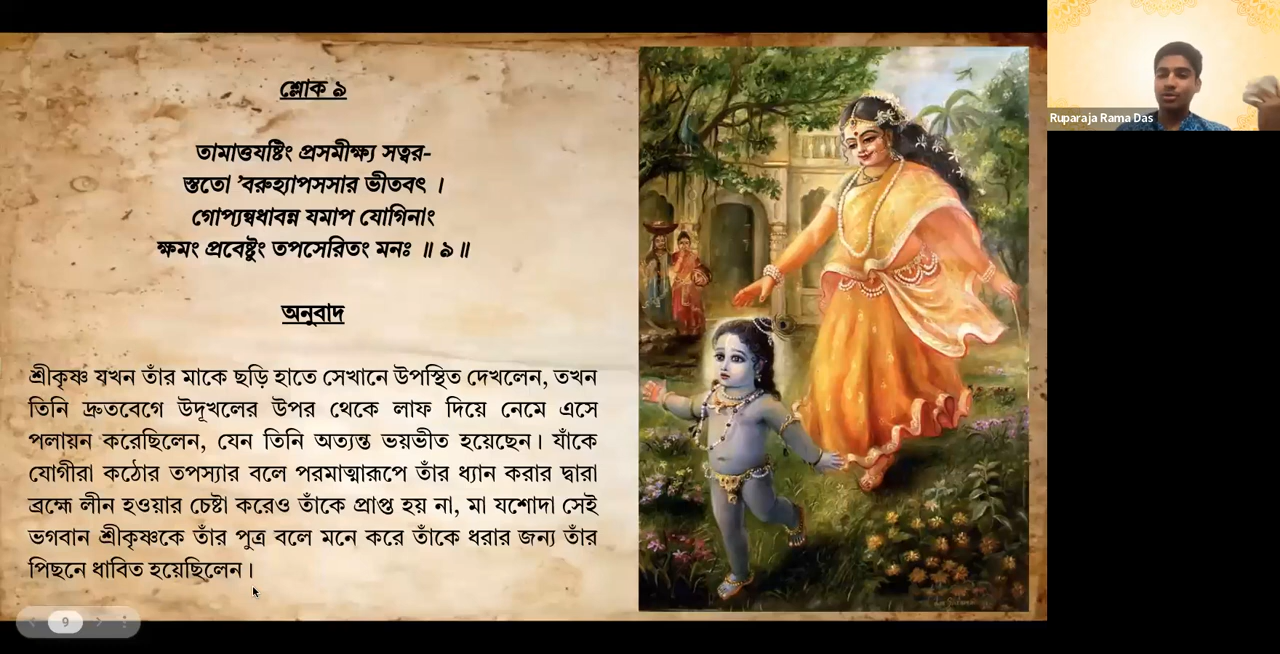 শ্লোক ৯
তামাত্তযষ্টিং প্রসমীক্ষ্য সত্বর-
স্ততো ’বরুহ্যাপসসার ভীতবৎ ।
গোপ্যন্বধাবন্ন যমাপ যোগিনাং
ক্ষমং প্রবেষ্টুং তপসেরিতং মনঃ ॥ ৯ ॥
অনুবাদ
শ্রীকৃষ্ণ যখন তাঁর মাকে ছড়ি হাতে সেখানে উপস্থিত দেখলেন, তখন
তিনি দ্রুতবেগে উদূখলের উপর থেকে লাফ দিয়ে নেমে এসে
পলায়ন করেছিলেন, যেন তিনি অত্যন্ত ভয়ভীত হয়েছেন। যাঁকে
যোগীরা কঠোর তপস্যার বলে পরমাত্মারূপে তাঁর ধ্যান করার দ্বারা
ব্রহ্মে লীন হওয়ার চেষ্টা করেও তাঁকে প্রাপ্ত হয় না, মা যশোদা সেই
ভগবান শ্রীকৃষ্ণকে তাঁর পুত্র বলে মনে করে তাঁকে ধরার জন্য তাঁর
পিছনে ধাবিত হয়েছিলেন।
9
Ruparaja Rama Das